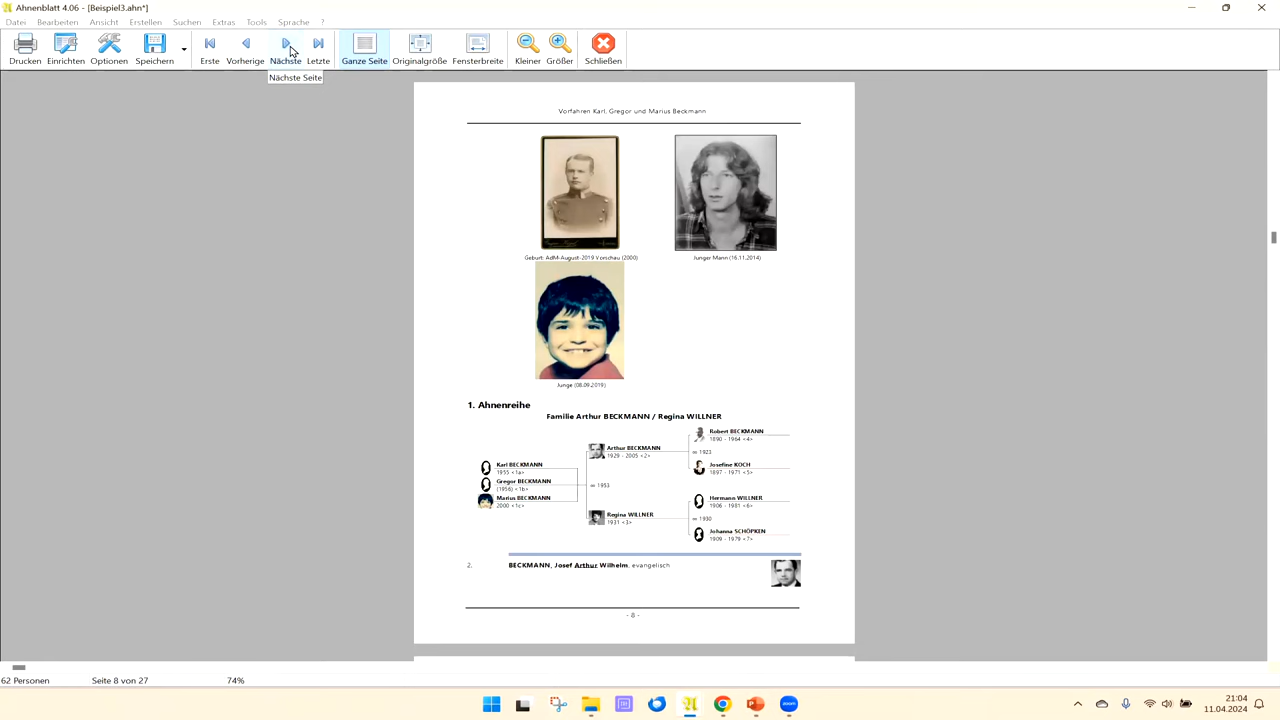 Ahnenblatt 4.06 - [Beispiel3.ahn*]
Datei Bearbeiten Ansicht Erstellen Suchen Extras Tools Sprache ?
Drucken Einrichten Optionen Speichern Erste Vorherige Nächste Letzte Ganze Seite Originalgröße Fensterbreite Kleiner Größer Schließen
Nächste Seite
Vorfahren Karl, Gregor und Marius Beckmann
Geburt: AdM-August-2019 Vorschau (2000)
Junger Mann (16.11.2014)
Junge (08.09.2019)
1. Ahnenreihe
Familie Arthur BECKMANN / Regina WILLNER
Robert BECKMANN
1890 - 1964 <4>
Arthur BECKMANN
1929 - 2005 <2>
∞ 1923
Karl BECKMANN
1955 <1a>
Josefine KOCH
1897 - 1971 <5>
Gregor BECKMANN
(1956) <1b>
∞ 1953
Marius BECKMANN
2000 <1c>
Hermann WILLNER
1906 - 1981 <6>
Regina WILLNER
1931 <3>
∞ 1930
Johanna SCHÖPKEN
1909 - 1979 <7>
2. BECKMANN, Josef Arthur Wilhelm, evangelisch
- 8 -
62 Personen Seite 8 von 27 74%
zoom
21:04
11.04.2024